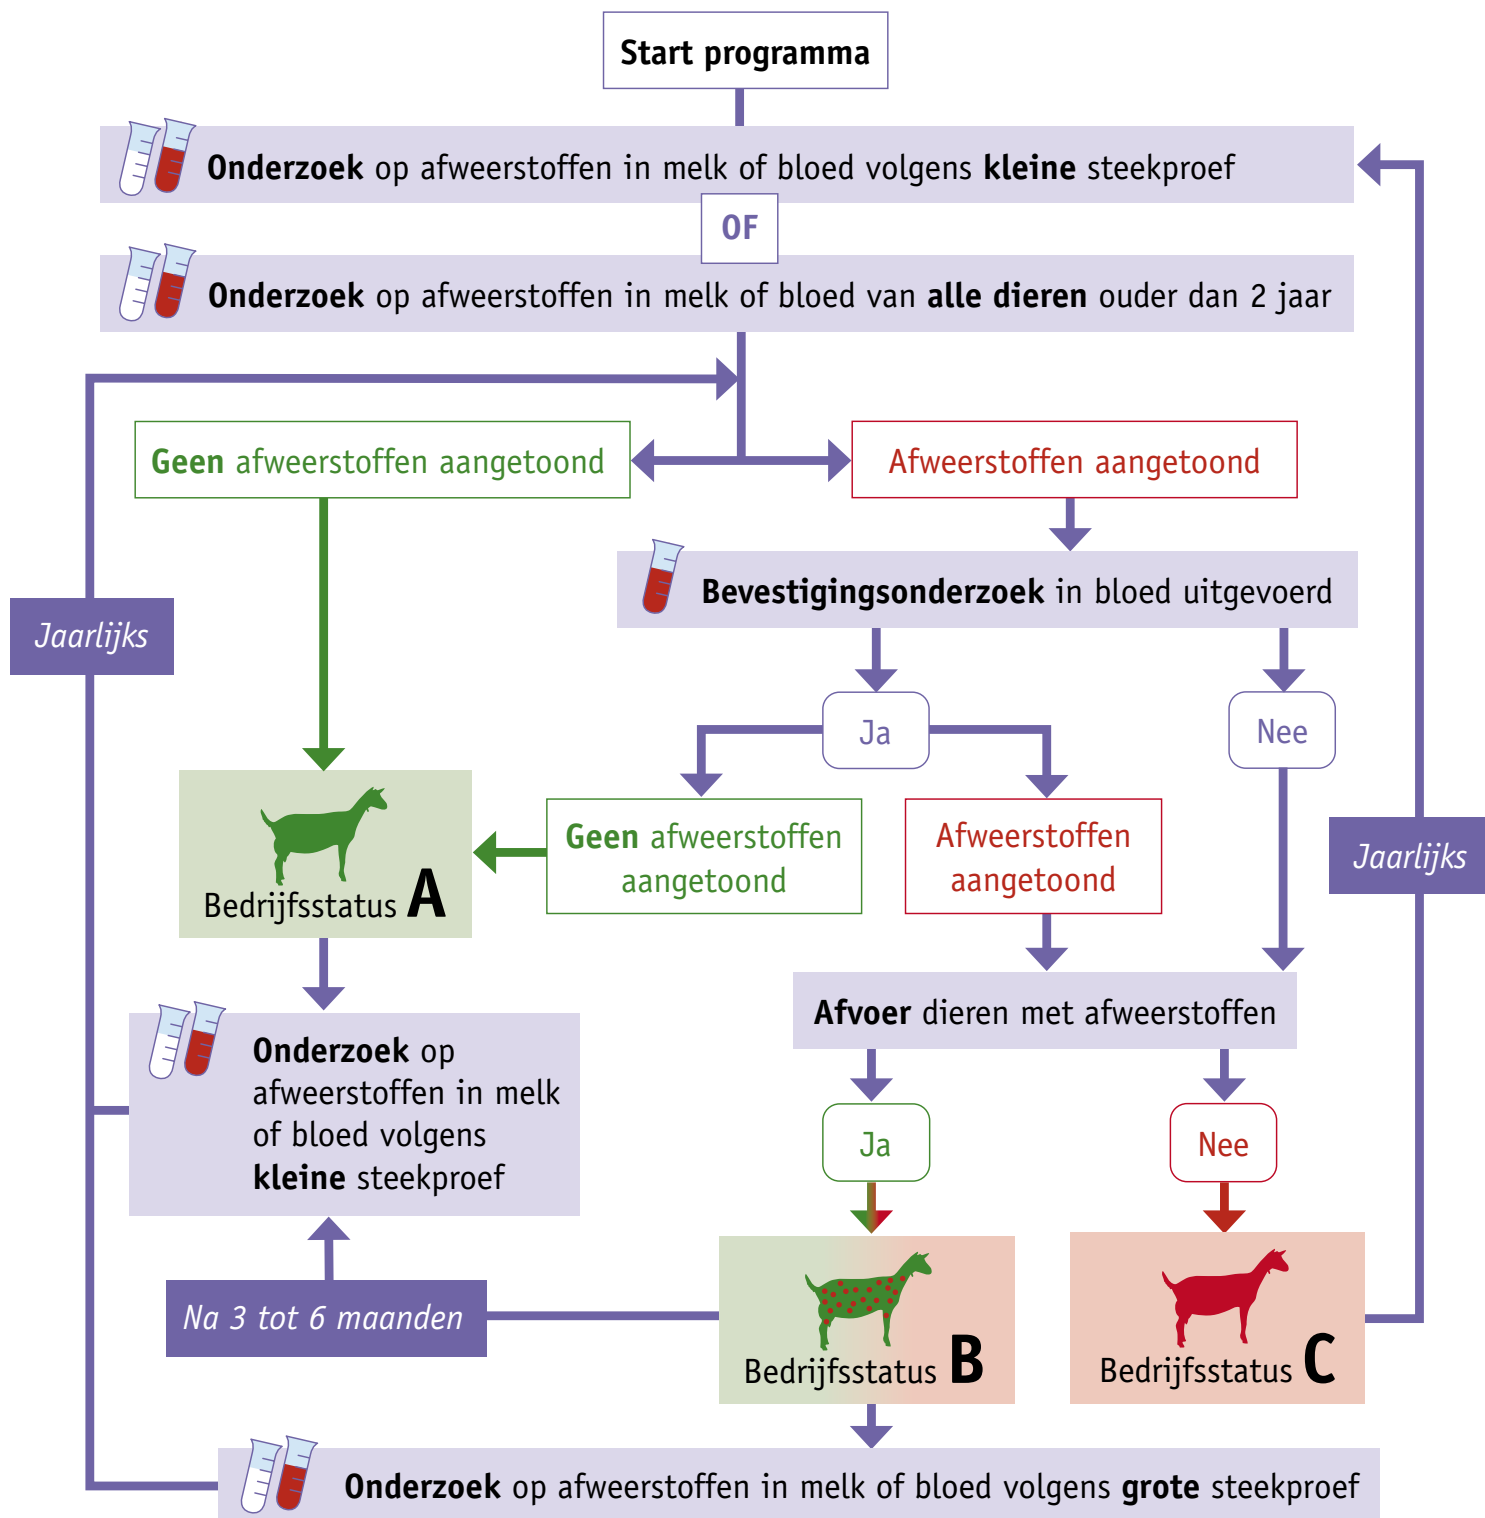 Start programma
Onderzoek op afweerstoffen in melk of bloed volgens kleine steekproef
OF
Onderzoek op afweerstoffen in melk of bloed van alle dieren ouder dan 2 jaar
Geen afweerstoffen aangetoond
Afweerstoffen aangetoond
Bevestigingsonderzoek in bloed uitgevoerd
Jaarlijks
Ja
Nee
Geen afweerstoffen
aangetoond
Afweerstoffen
aangetoond
Jaarlijks
Bedrijfsstatus A
Afvoer dieren met afweerstoffen
Onderzoek op
afweerstoffen in melk
of bloed volgens
kleine steekproef
Ja
Nee
Na 3 tot 6 maanden
Bedrijfsstatus B
Bedrijfsstatus C
Onderzoek op afweerstoffen in melk of bloed volgens grote steekproef